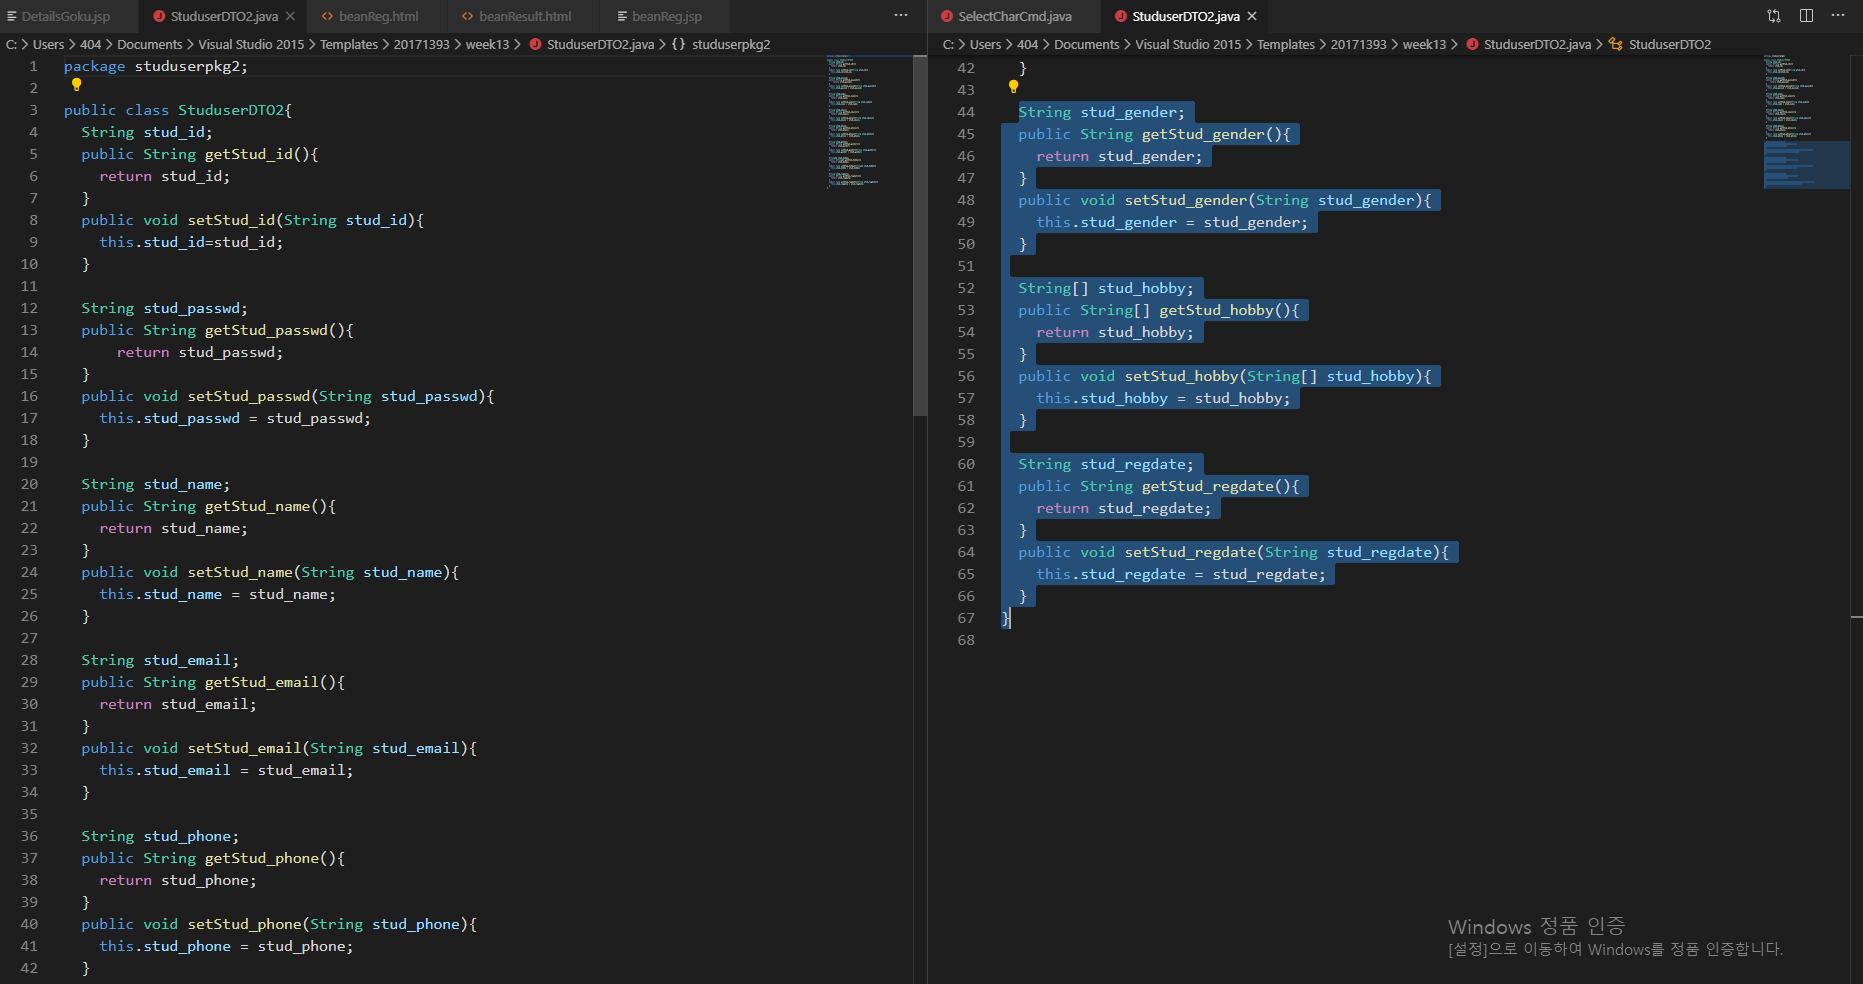 DetailsGoku.jsp StuduserDTO2.java beanReg.html beanResult.html beanReg.jsp ...
C: > Users > 404 > Documents > Visual Studio 2015 > Templates > 20171393 > week13 > StuduserDTO2.java > {} studuserpkg2
1 package studuserpkg2;
2
3 public class StuduserDTO2{
4 String stud_id;
5 public String getStud_id(){
6 return stud_id;
7 }
8 public void setStud_id(String stud_id){
9 this.stud_id=stud_id;
10 }
11
12 String stud_passwd;
13 public String getStud_passwd(){
14 return stud_passwd;
15 }
16 public void setStud_passwd(String stud_passwd){
17 this.stud_passwd = stud_passwd;
18 }
19
20 String stud_name;
21 public String getStud_name(){
22 return stud_name;
23 }
24 public void setStud_name(String stud_name){
25 this.stud_name = stud_name;
26 }
27
28 String stud_email;
29 public String getStud_email(){
30 return stud_email;
31 }
32 public void setStud_email(String stud_email){
33 this.stud_email = stud_email;
34 }
35
36 String stud_phone;
37 public String getStud_phone(){
38 return stud_phone;
39 }
40 public void setStud_phone(String stud_phone){
41 this.stud_phone = stud_phone;
42 }
SelectCharCmd.java StuduserDTO2.java ...
C: > Users > 404 > Documents > Visual Studio 2015 > Templates > 20171393 > week13 > StuduserDTO2.java > StuduserDTO2
42 }
43
44 String stud_gender;
45 public String getStud_gender(){
46 return stud_gender;
47 }
48 public void setStud_gender(String stud_gender){
49 this.stud_gender = stud_gender;
50 }
51
52 String[] stud_hobby;
53 public String[] getStud_hobby(){
54 return stud_hobby;
55 }
56 public void setStud_hobby(String[] stud_hobby){
57 this.stud_hobby = stud_hobby;
58 }
59
60 String stud_regdate;
61 public String getStud_regdate(){
62 return stud_regdate;
63 }
64 public void setStud_regdate(String stud_regdate){
65 this.stud_regdate = stud_regdate;
66 }
67 }
68
Windows 정품 인증
[설정]으로 이동하여 Windows를 정품 인증합니다.